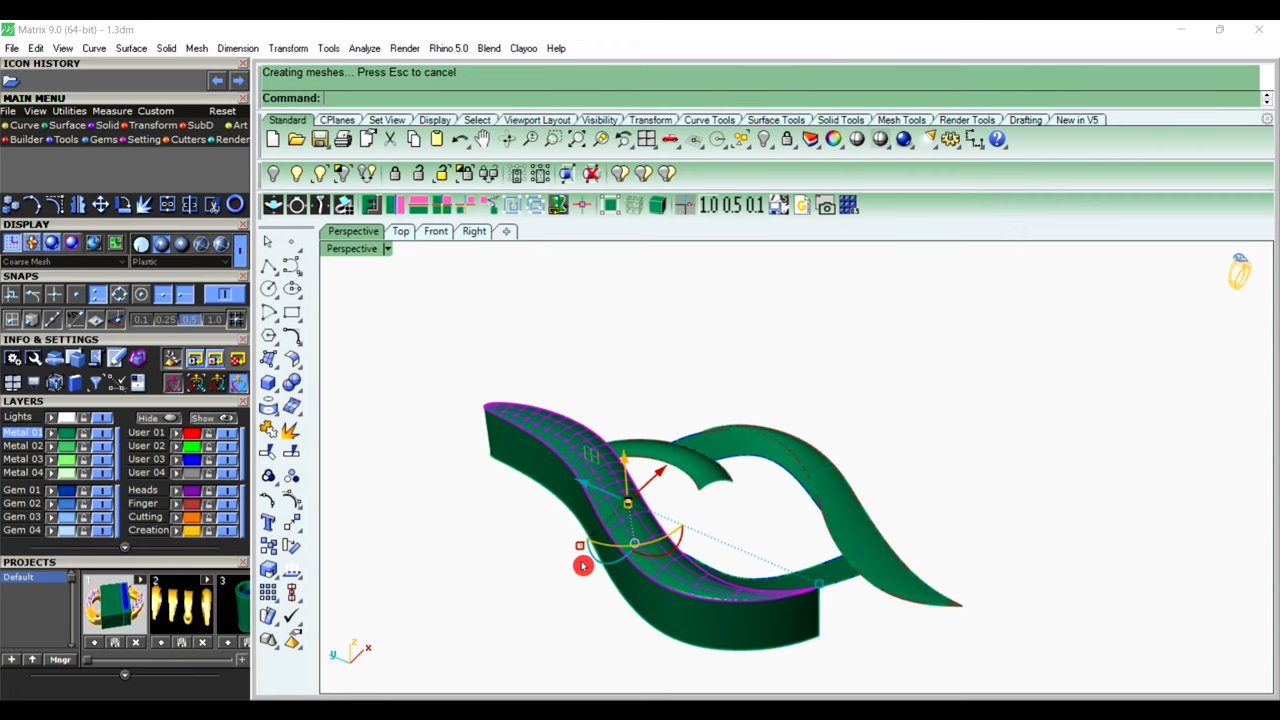 Matrix 9.0 (64-bit) - 1.3dm
File Edit View Curve Surface Solid Mesh Dimension Transform Tools Analyze Render Rhino 5.0 Blend Clayoo Help
ICON HISTORY
Creating meshes... Press Esc to cancel
MAIN MENU
Command:
File View Utilities Measure Custom Reset
Standard CPlanes Set View Display Select Viewport Layout Visibility Transform Curve Tools Surface Tools Solid Tools Mesh Tools Render Tools Drafting New in V5
Curve Surface Solid Transform SubD Art
Builder Tools Gems Setting Cutters Render
1.0 0.5 0.1
DISPLAY
Perspective Top Front Right
Perspective
Coarse Mesh Plastic
SNAPS
0.1 0.25 0.5 1.0
INFO & SETTINGS
LAYERS
Lights Hide Show
Metal 01 User 01
Metal 02 User 02
Metal 03 User 03
Metal 04 User 04
Gem 01 Heads
Gem 02 Finger
Gem 03 Cutting
Gem 04 Creation
PROJECTS
Default
1 2 3
Mngr
z
y x